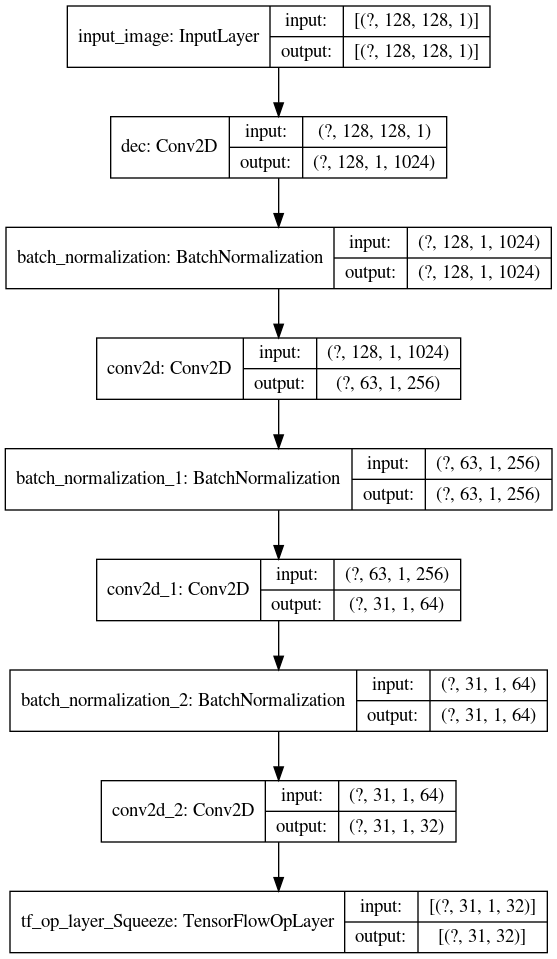 input_image: InputLayer
input: [(?, 128, 128, 1)]
output: [(?, 128, 128, 1)]
dec: Conv2D
input: (?, 128, 128, 1)
output: (?, 128, 1, 1024)
batch_normalization: BatchNormalization
input: (?, 128, 1, 1024)
output: (?, 128, 1, 1024)
conv2d: Conv2D
input: (?, 128, 1, 1024)
output: (?, 63, 1, 256)
batch_normalization_1: BatchNormalization
input: (?, 63, 1, 256)
output: (?, 63, 1, 256)
conv2d_1: Conv2D
input: (?, 63, 1, 256)
output: (?, 31, 1, 64)
batch_normalization_2: BatchNormalization
input: (?, 31, 1, 64)
output: (?, 31, 1, 64)
conv2d_2: Conv2D
input: (?, 31, 1, 64)
output: (?, 31, 1, 32)
tf_op_layer_Squeeze: TensorFlowOpLayer
input: [(?, 31, 1, 32)]
output: [(?, 31, 32)]